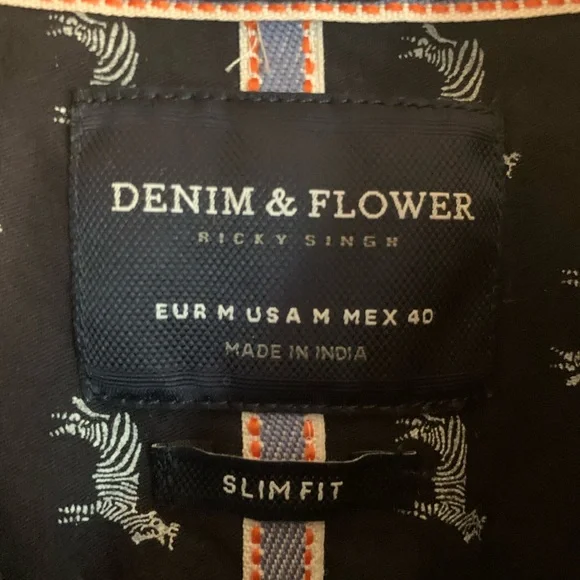 DENIM & FLOWER
RICKY SINGH
EUR M USA M MEX 40
MADE IN INDIA
SLIM FIT